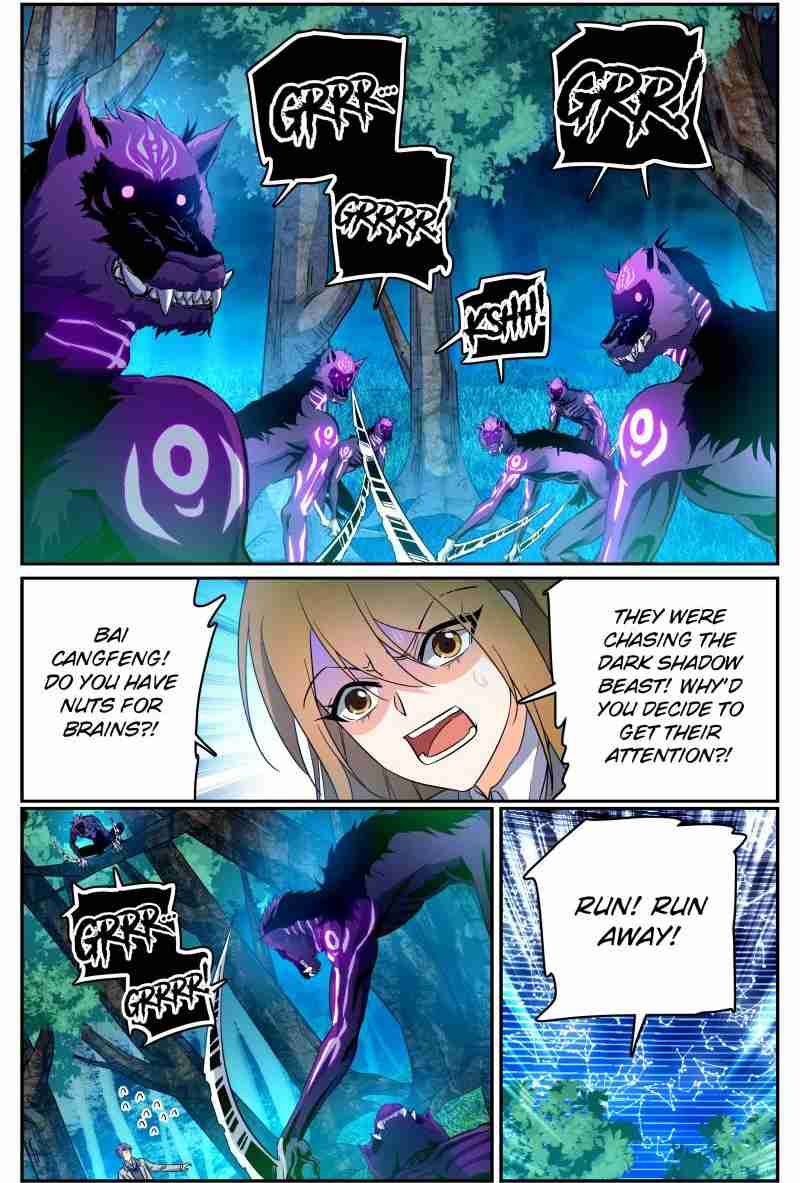 GRRR...
GRRRR!
GRR!
KSHH!
BAI
CANGFENG!
DO YOU HAVE
NUTS FOR
BRAINS?!
THEY WERE
CHASING THE
DARK SHADOW
BEAST! WHY'D
YOU DECIDE TO
GET THEIR
ATTENTION?!
GRRR...
GRRRR!
RUN! RUN
AWAY!